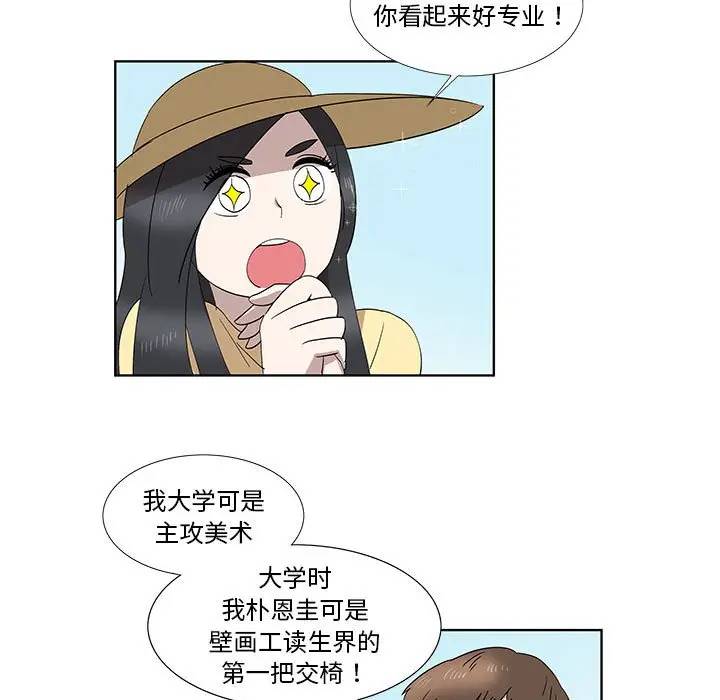 你看起来好专业！
我大学可是
主攻美术
大学时
我朴恩圭可是
壁画工读生界的
第一把交椅！